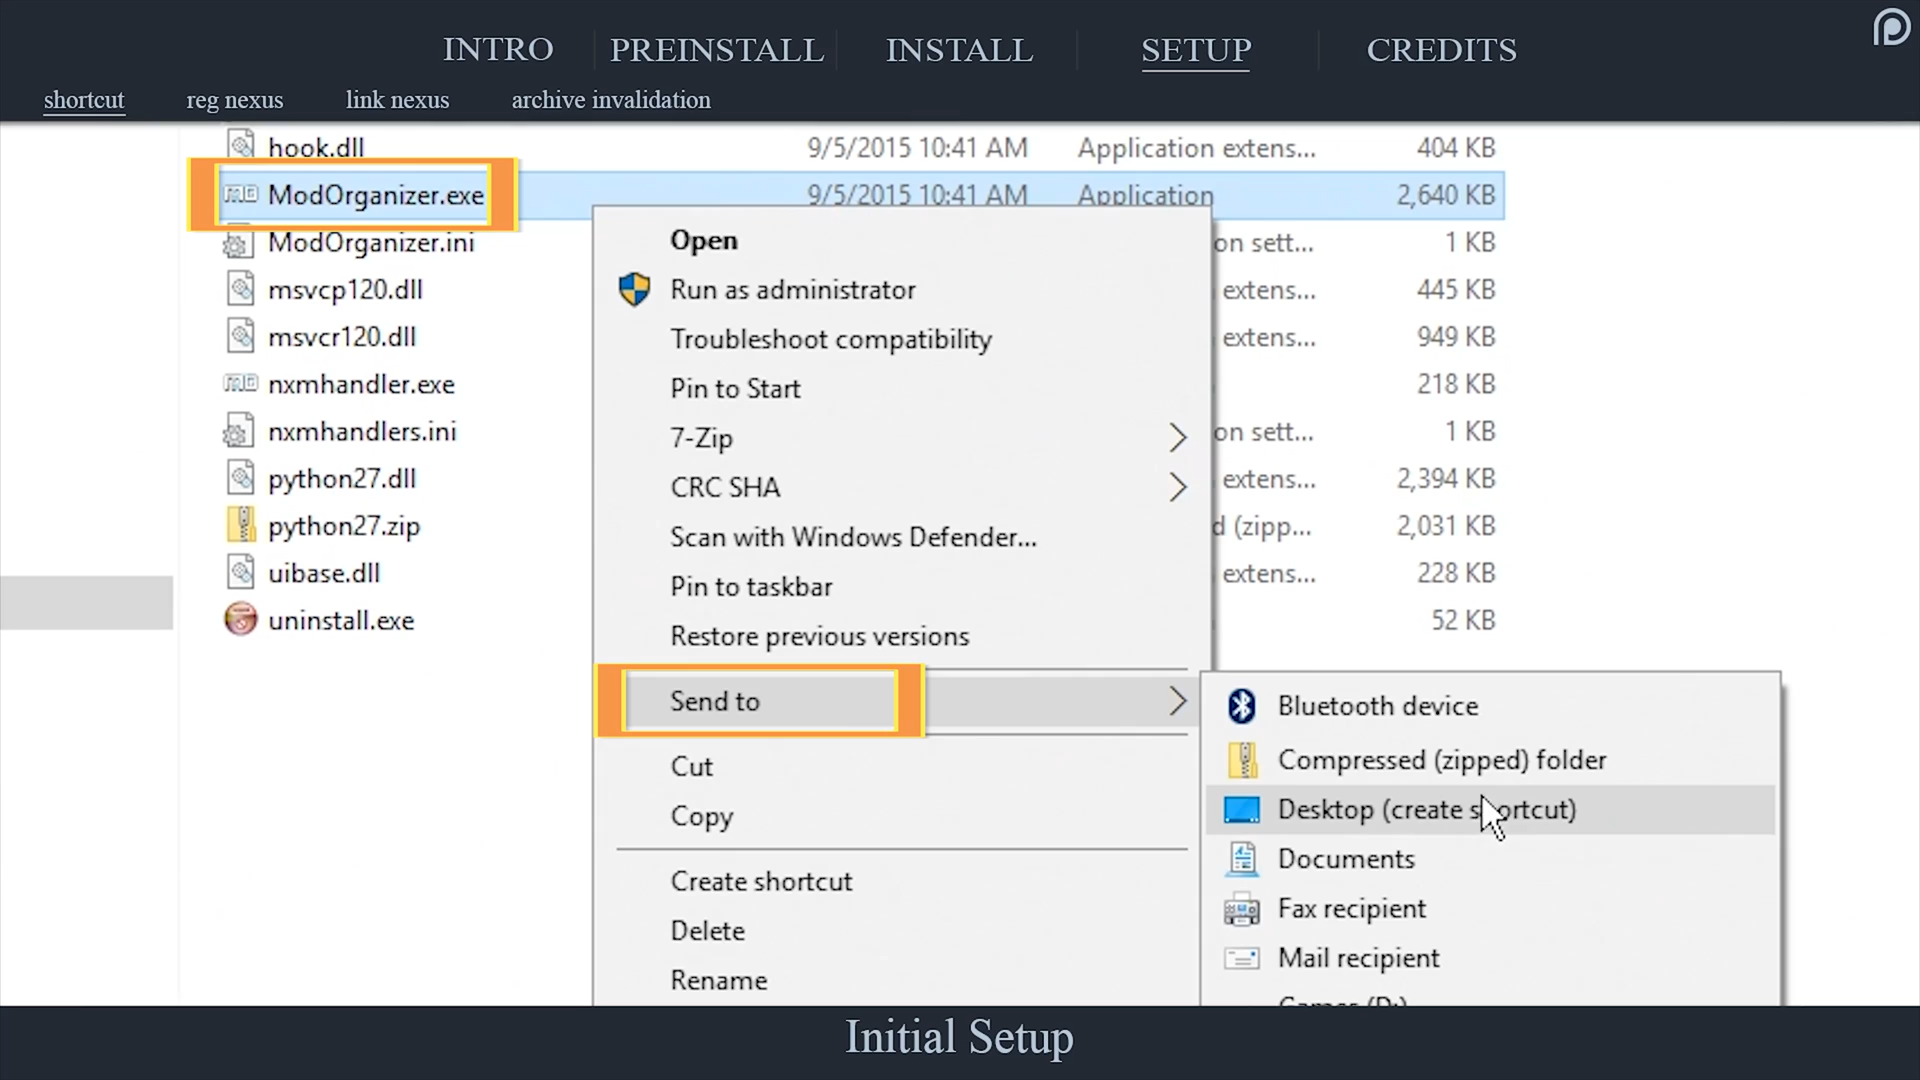 INTRO PREINSTALL INSTALL SETUP CREDITS
shortcut reg nexus link nexus archive invalidation
hook.dll 9/5/2015 10:41 AM Application extens... 404 KB
ModOrganizer.exe 9/5/2015 10:41 AM Application 2,640 KB
ModOrganizer.ini on sett... 1 KB
msvcp120.dll extens... 445 KB
msvcr120.dll extens... 949 KB
nxmhandler.exe 218 KB
nxmhandlers.ini on sett... 1 KB
python27.dll extens... 2,394 KB
python27.zip d (zipp... 2,031 KB
uibase.dll extens... 228 KB
uninstall.exe 52 KB
Open
Run as administrator
Troubleshoot compatibility
Pin to Start
7-Zip
CRC SHA
Scan with Windows Defender...
Pin to taskbar
Restore previous versions
Send to
Cut
Copy
Create shortcut
Delete
Rename
Bluetooth device
Compressed (zipped) folder
Desktop (create shortcut)
Documents
Fax recipient
Mail recipient
Initial Setup